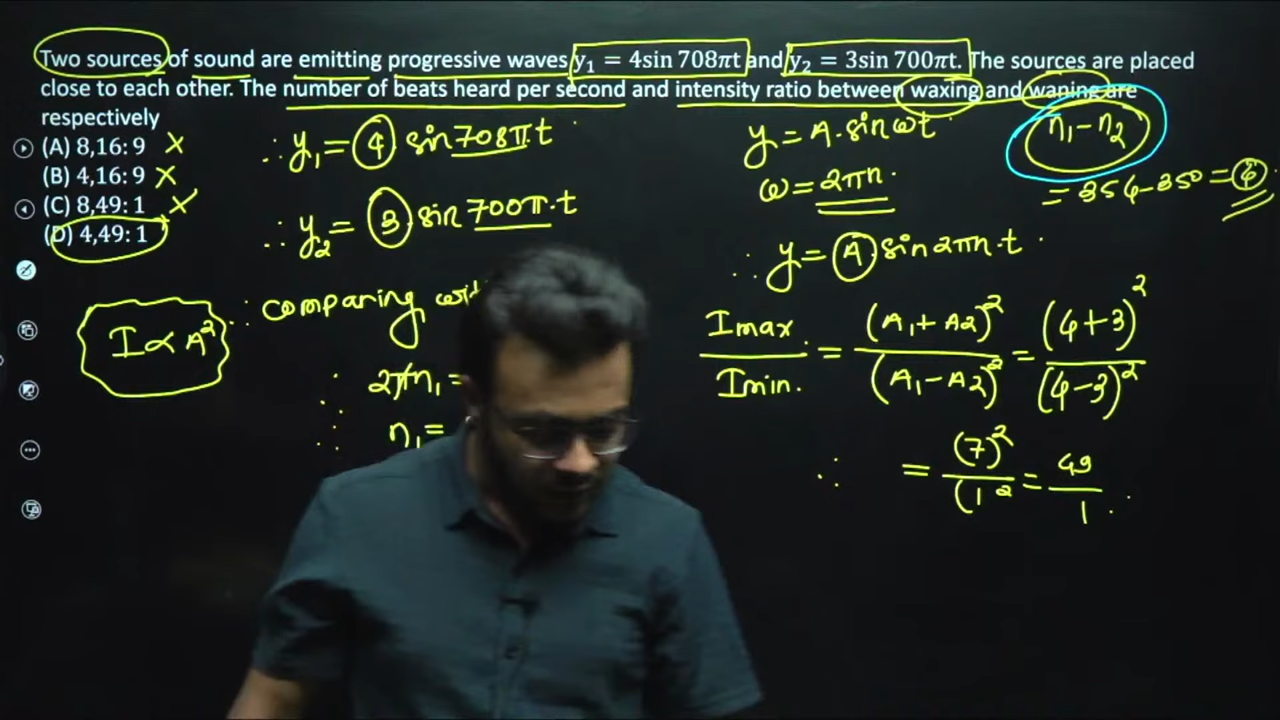 Two sources of sound are emitting progressive waves y₁ = 4sin 708πt and y₂ = 3sin 700πt. The sources are placed
close to each other. The number of beats heard per second and intensity ratio between waxing and waning are
respectively
(A) 8,16: 9 ×
(B) 4,16: 9 ×
(C) 8,49: 1 ×
(D) 4,49: 1
I ∝ A²
∴ y₁ = 4 sin 708π.t
∴ y₂ = 3 sin 700π.t
∴ comparing
∴ 2πn₁ =
∴ n₁ =
y = A.sin ωt
ω = 2πn.
∴ y = A sin 2πn.t
n₁ – n₂
= 354 – 350 = 4
Imax. / Imin. = (A₁ + A2)² / (A₁ – A2)² = (4+3)² / (4–3)²
∴ = (7)² / (1 ² = 49 / 1.